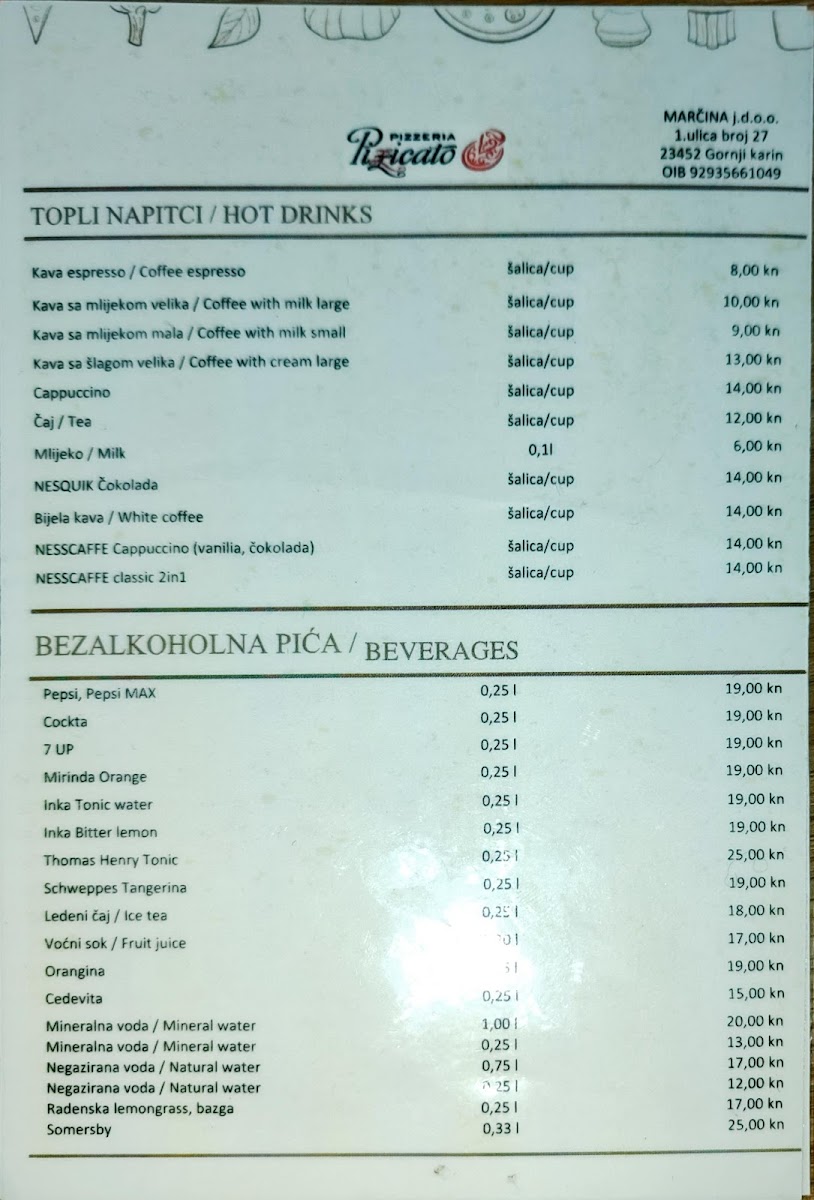 PIZZERIA
Pizzicato
MARČINA j.d.o.o.
1.ulica broj 27
23452 Gornji karin
OIB 92935661049
TOPLI NAPITCI / HOT DRINKS
Kava espresso / Coffee espresso šalica/cup 8,00 kn
Kava sa mlijekom velika / Coffee with milk large šalica/cup 10,00 kn
Kava sa mlijekom mala / Coffee with milk small šalica/cup 9,00 kn
Kava sa šlagom velika / Coffee with cream large šalica/cup 13,00 kn
Cappuccino šalica/cup 14,00 kn
Čaj / Tea šalica/cup 12,00 kn
Mlijeko / Milk 0,1l 6,00 kn
NESQUIK Čokolada šalica/cup 14,00 kn
Bijela kava / White coffee šalica/cup 14,00 kn
NESSCAFFE Cappuccino (vanilia, čokolada) šalica/cup 14,00 kn
NESSCAFFE classic 2in1 šalica/cup 14,00 kn
BEZALKOHOLNA PIĆA / BEVERAGES
Pepsi, Pepsi MAX 0,25 l 19,00 kn
Cockta 0,25 l 19,00 kn
7 UP 0,25 l 19,00 kn
Mirinda Orange 0,25 l 19,00 kn
Inka Tonic water 0,25 l 19,00 kn
Inka Bitter lemon 0,25 l 19,00 kn
Thomas Henry Tonic 0,25 l 25,00 kn
Schweppes Tangerina 0,25 l 19,00 kn
Ledeni čaj / Ice tea 0,25 l 18,00 kn
Voćni sok / Fruit juice 17,00 kn
Orangina 19,00 kn
Cedevita 0,25 l 15,00 kn
Mineralna voda / Mineral water 1,00 l 20,00 kn
Mineralna voda / Mineral water 0,25 l 13,00 kn
Negazirana voda / Natural water 0,75 l 17,00 kn
Negazirana voda / Natural water 0,25 l 12,00 kn
Radenska lemongrass, bazga 0,25 l 17,00 kn
Somersby 0,33 l 25,00 kn